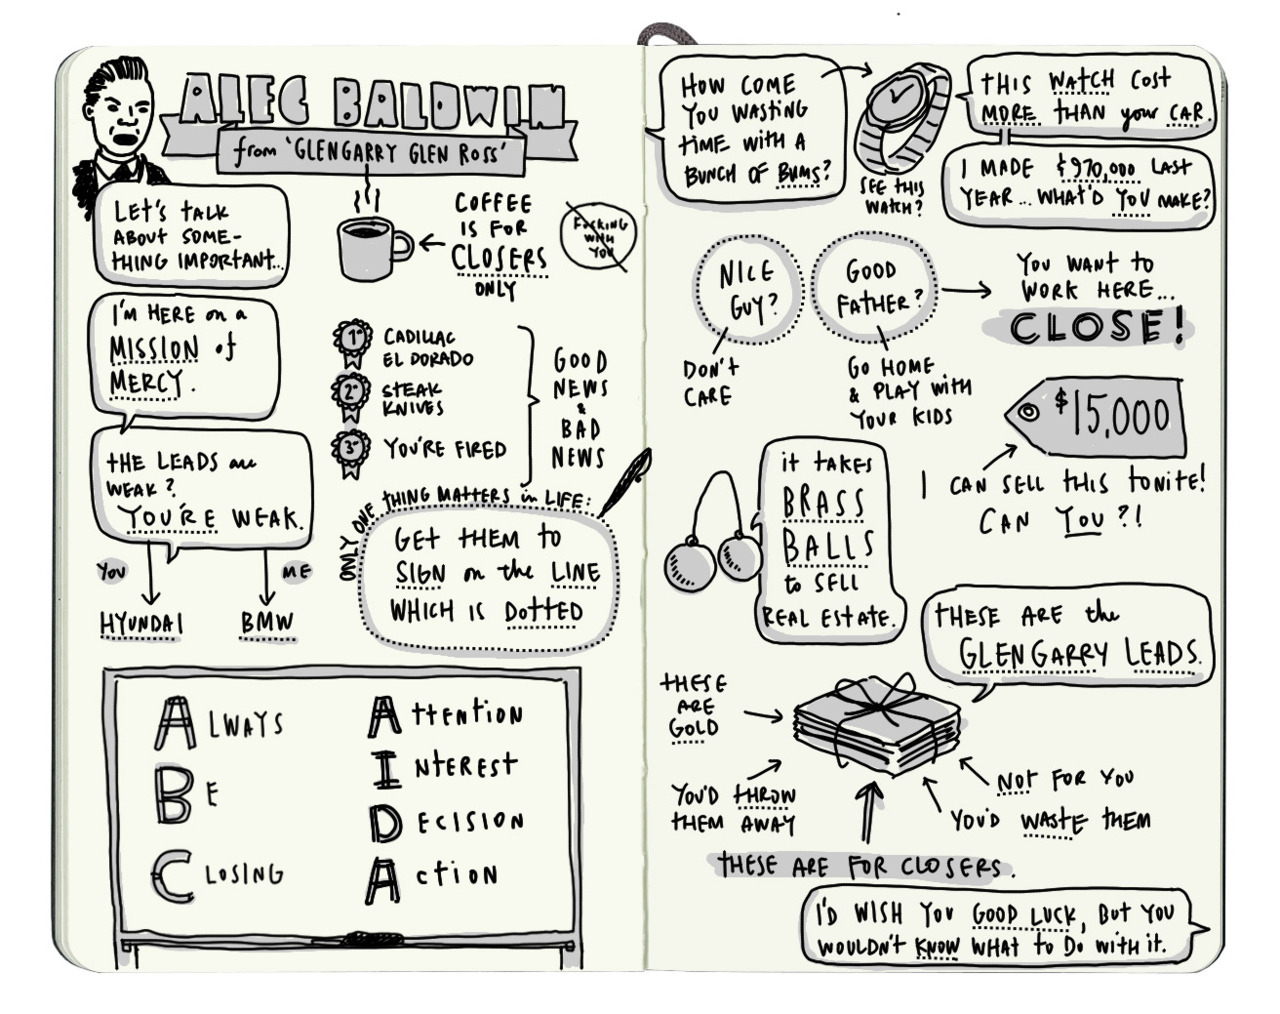 ALEC BALDWIN
from 'GLENGARRY GLEN ROSS'
LET'S TALK
ABOUT SOME-
THING IMPORTANT...
I'M HERE on a
MISSION of
MERCY.
THE LEADS are
WEAK?
YOU'RE WEAK.
YOU
ME
HYUNDAI
BMW
COFFEE
IS FOR
CLOSERS
ONLY
F*CKING
WITH
YOU
1st
CADILLAC
EL DORADO
2nd
STEAK
KNIVES
3rd
YOU'RE FIRED
GOOD
NEWS
&
BAD
NEWS
ONLY ONE THING MATTERS in LIFE:
GET THEM TO
SIGN on the LINE
WHICH IS DOTTED
ALWAYS
BE
CLOSING
ATTENTION
INTEREST
DECISION
ACTION
HOW COME
YOU WASTING
TIME WITH A
BUNCH OF BUMS?
SEE THIS
WATCH?
THIS WATCH COST
MORE THAN your CAR.
I MADE $970,000 LAST
YEAR... WHAT'D YOU MAKE?
NICE
GUY?
DON'T
CARE
GOOD
FATHER?
GO HOME
& PLAY WITH
YOUR KIDS
YOU WANT TO
WORK HERE...
CLOSE!
$15,000
I CAN SELL THIS TONITE!
CAN YOU?!
it TAKES
BRASS
BALLS
to SELL
REAL ESTATE.
THESE ARE the
GLENGARRY LEADS.
THESE
ARE
GOLD
YOU'D THROW
THEM AWAY
NOT FOR YOU
YOU'D WASTE THEM
THESE ARE FOR CLOSERS.
I'D WISH YOU GOOD LUCK, BUT YOU
WOULDN'T KNOW WHAT to DO WITH it.